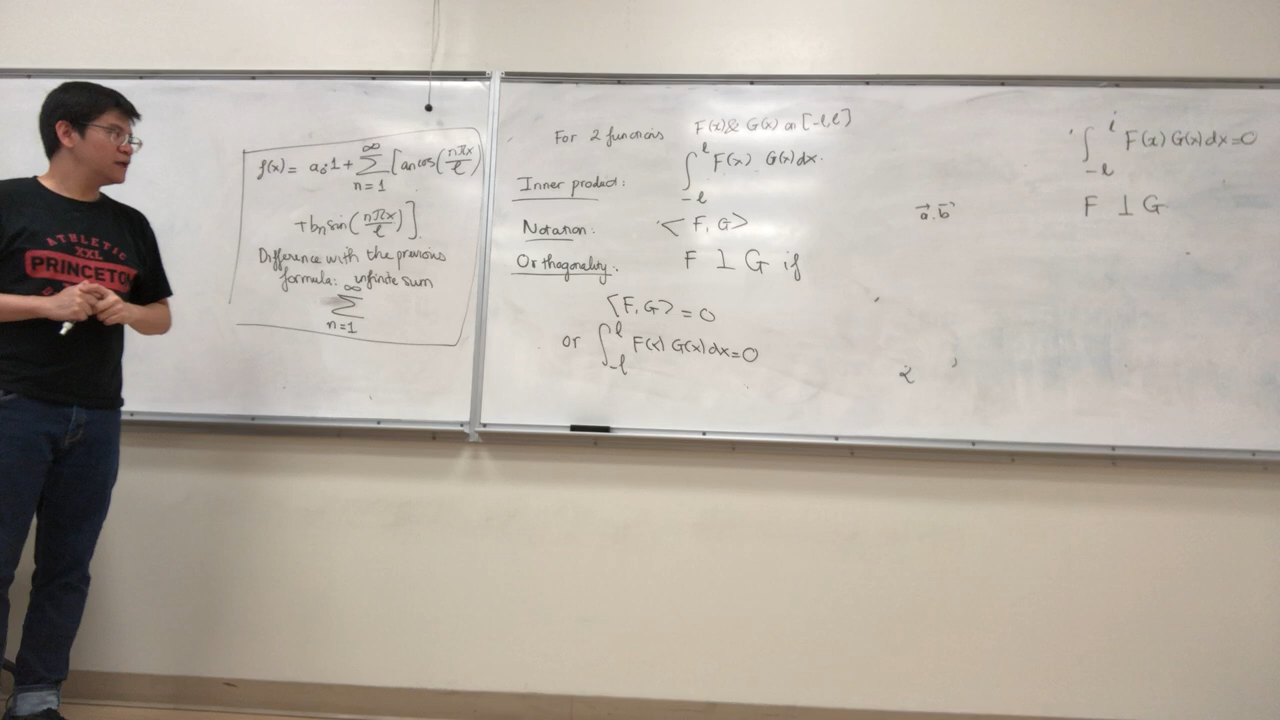 ATHLETIC
XXL
PRINCETON
f(x) = a₀·1 + ∞∑n=1 [aₙcos(nπx/ℓ)
+ bₙsin(nπx/ℓ)].
Difference with the previous
formula: infinite sum
∞∑n=1
For 2 functions F(x) & G(x) on [-ℓ,ℓ]
Inner product: ∫_{-ℓ}^{ℓ} F(x) G(x)dx.
Notation: <F,G>
Orthogonality: F ⊥ G if
<F,G> = 0
or ∫_{-ℓ}^{ℓ} F(x) G(x)dx=0
a⃗.b⃗
∫_{-ℓ}^{ℓ} F(x) G(x)dx=0
F ⊥ G